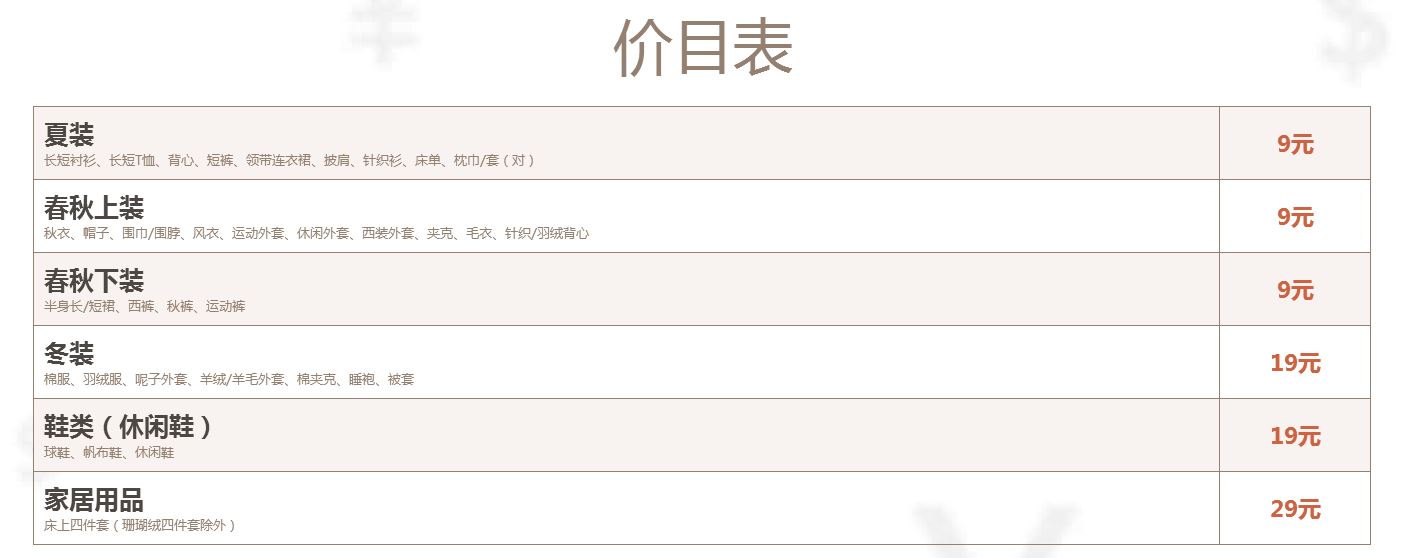 价目表
夏装
长短衬衫、长短T恤、背心、短裤、领带连衣裙、披肩、针织衫、床单、枕巾/套（对）
9元
春秋上装
秋衣、帽子、围巾/围脖、风衣、运动外套、休闲外套、西装外套、夹克、毛衣、针织/羽绒背心
9元
春秋下装
半身长/短裙、西裤、秋裤、运动裤
9元
冬装
棉服、羽绒服、呢子外套、羊绒/羊毛外套、棉夹克、睡袍、被套
19元
鞋类（休闲鞋）
球鞋、帆布鞋、休闲鞋
19元
家居用品
床上四件套（珊瑚绒四件套除外）
29元